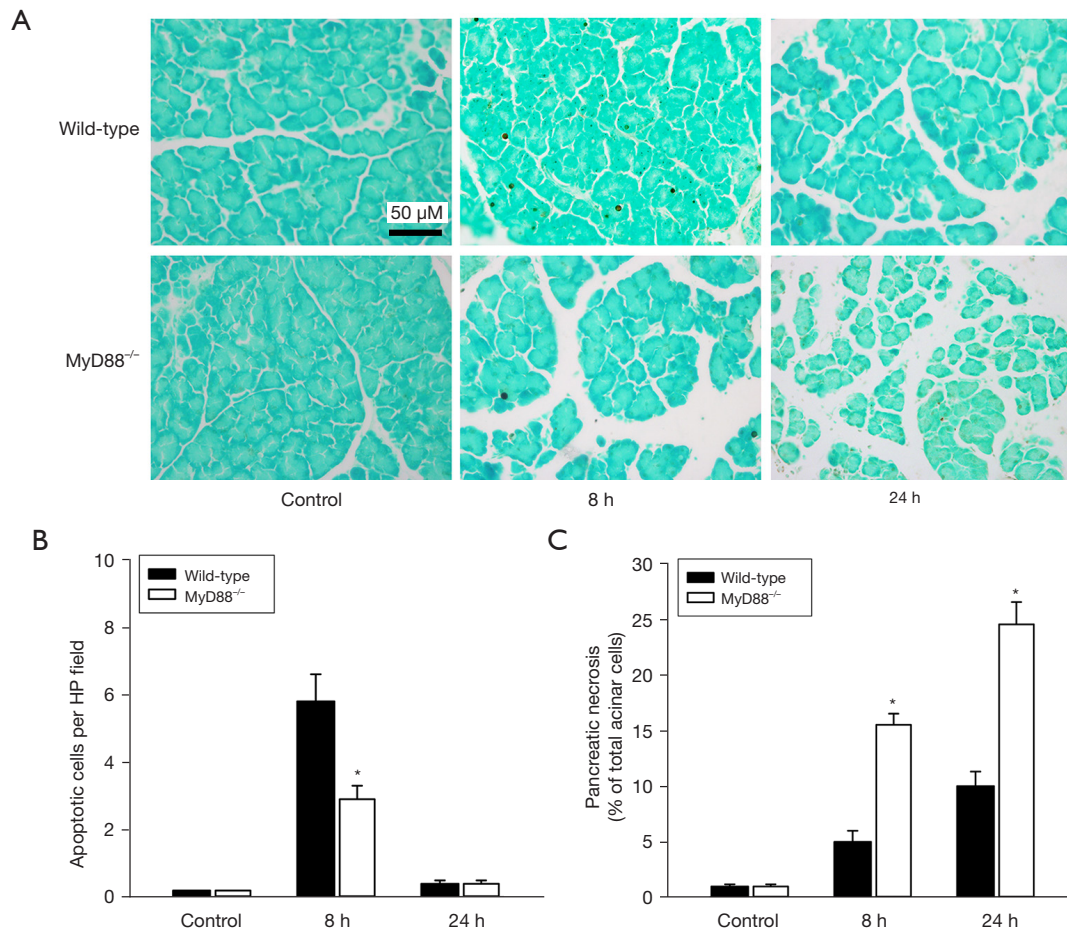 A
Wild-type
50 µM
MyD88⁻/⁻
Control
8 h
24 h
B
Apoptotic cells per HP field
10
8
6
4
2
0
Wild-type
MyD88⁻/⁻
*
Control
8 h
24 h
C
Pancreatic necrosis
(% of total acinar cells)
30
25
20
15
10
5
0
Wild-type
MyD88⁻/⁻
*
*
Control
8 h
24 h